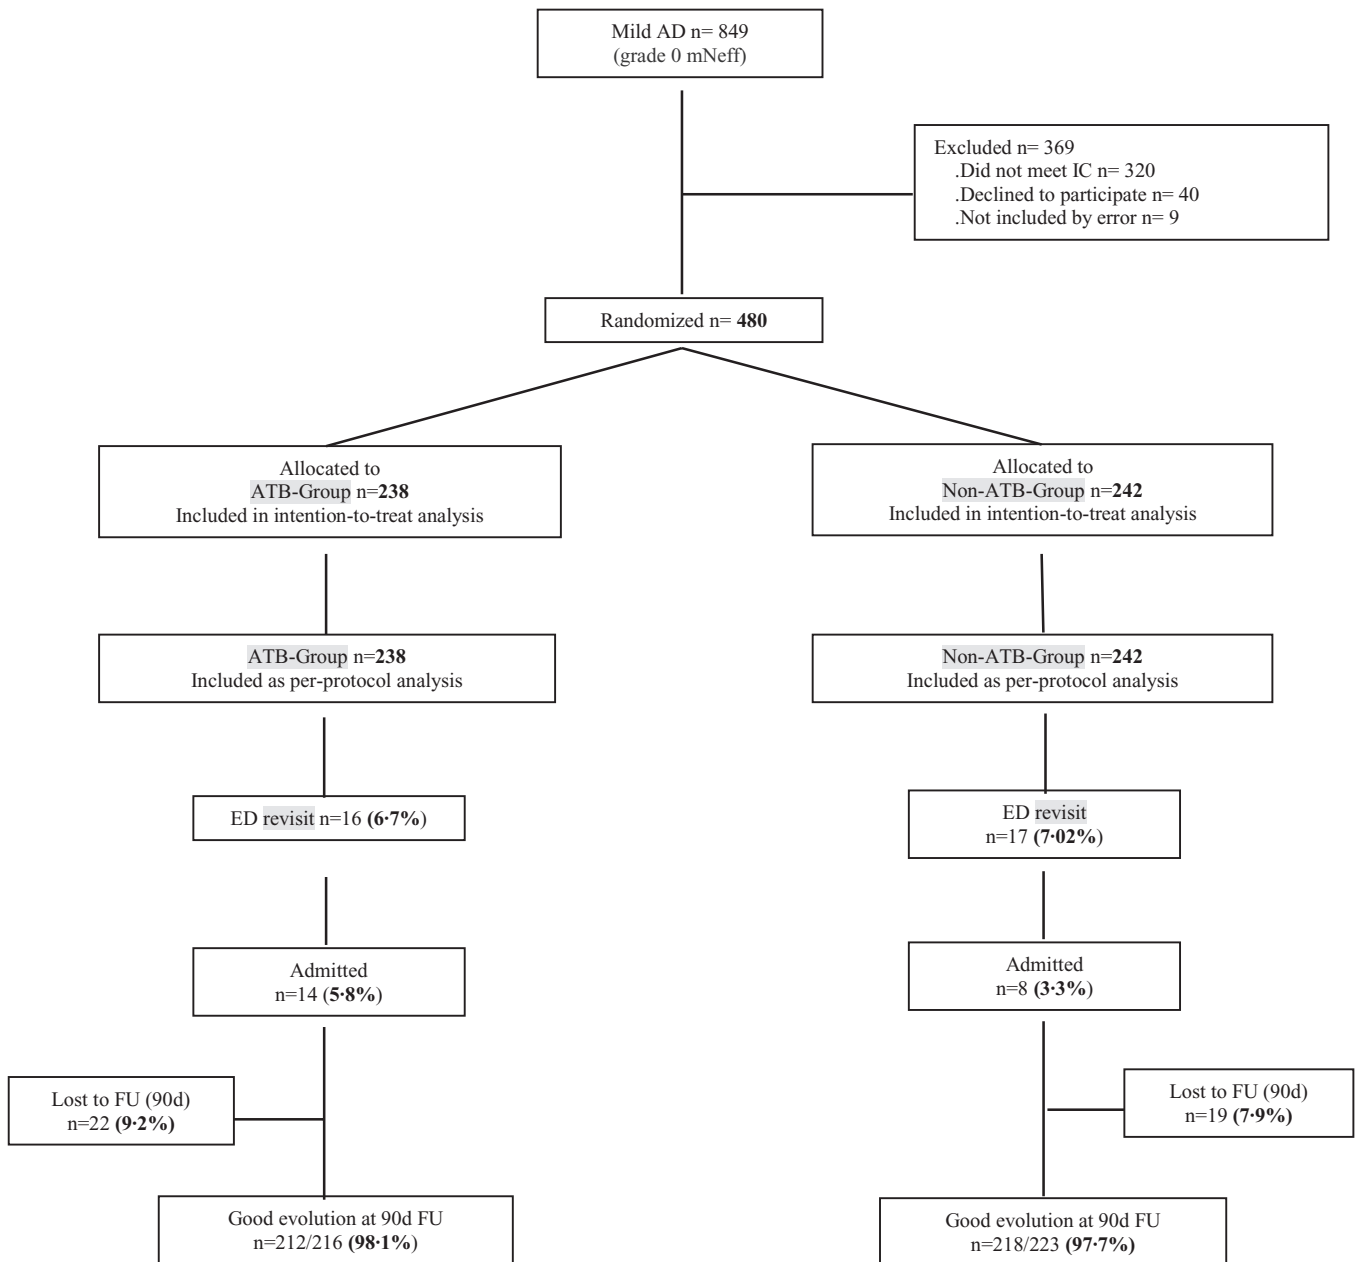 Mild AD n= 849
(grade 0 mNeff)
Excluded n= 369
.Did not meet IC n= 320
.Declined to participate n= 40
.Not included by error n= 9
Randomized n= 480
Allocated to
ATB-Group n=238
Included in intention-to-treat analysis
Allocated to
Non-ATB-Group n=242
Included in intention-to-treat analysis
ATB-Group n=238
Included as per-protocol analysis
Non-ATB-Group n=242
Included as per-protocol analysis
ED revisit n=16 (6·7%)
ED revisit
n=17 (7·02%)
Admitted
n=14 (5·8%)
Admitted
n=8 (3·3%)
Lost to FU (90d)
n=22 (9·2%)
Lost to FU (90d)
n=19 (7·9%)
Good evolution at 90d FU
n=212/216 (98·1%)
Good evolution at 90d FU
n=218/223 (97·7%)